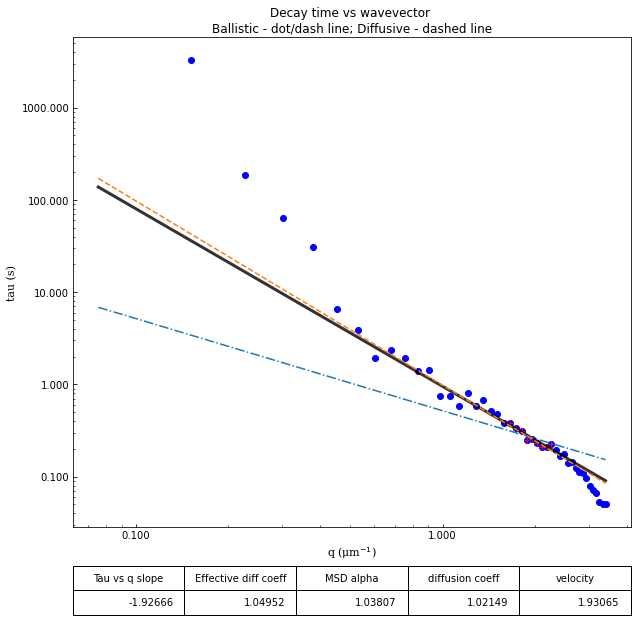 Decay time vs wavevector
Ballistic - dot/dash line; Diffusive - dashed line
1000.000
100.000
10.000
1.000
0.100
tau (s)
0.100 1.000
q (μm⁻¹)
Tau vs q slope Effective diff coeff MSD alpha diffusion coeff velocity
-1.92666 1.04952 1.03807 1.02149 1.93065